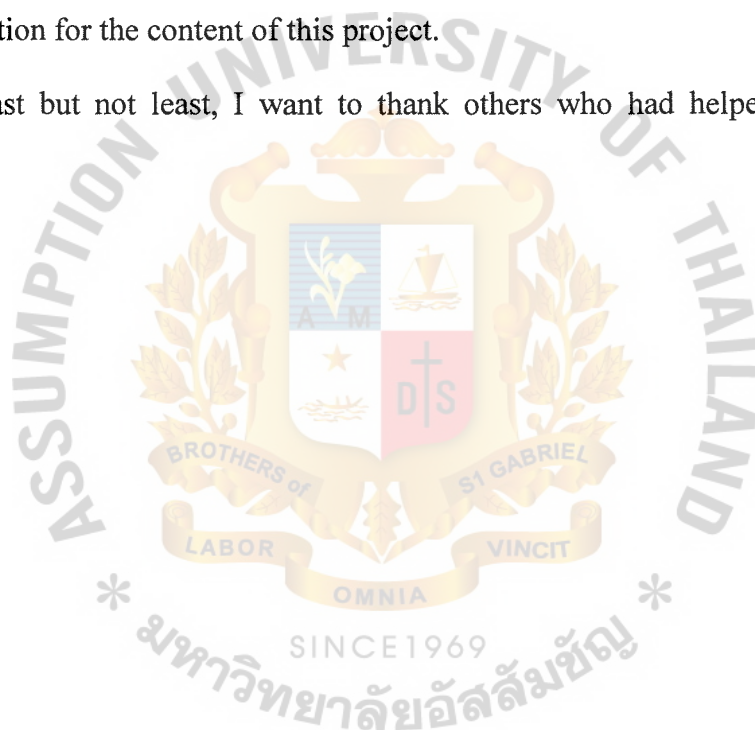 tion for the content of this project.
ast but not least, I want to thank others who had helpe
ASSUMPTION UNIVERSITY OF THAILAND
A M
D S
BROTHERS of
S1 GABRIEL
LABOR
VINCIT
OMNIA
SINCE1969
* มหาวิทยาลัยอัสสัมชัญ *